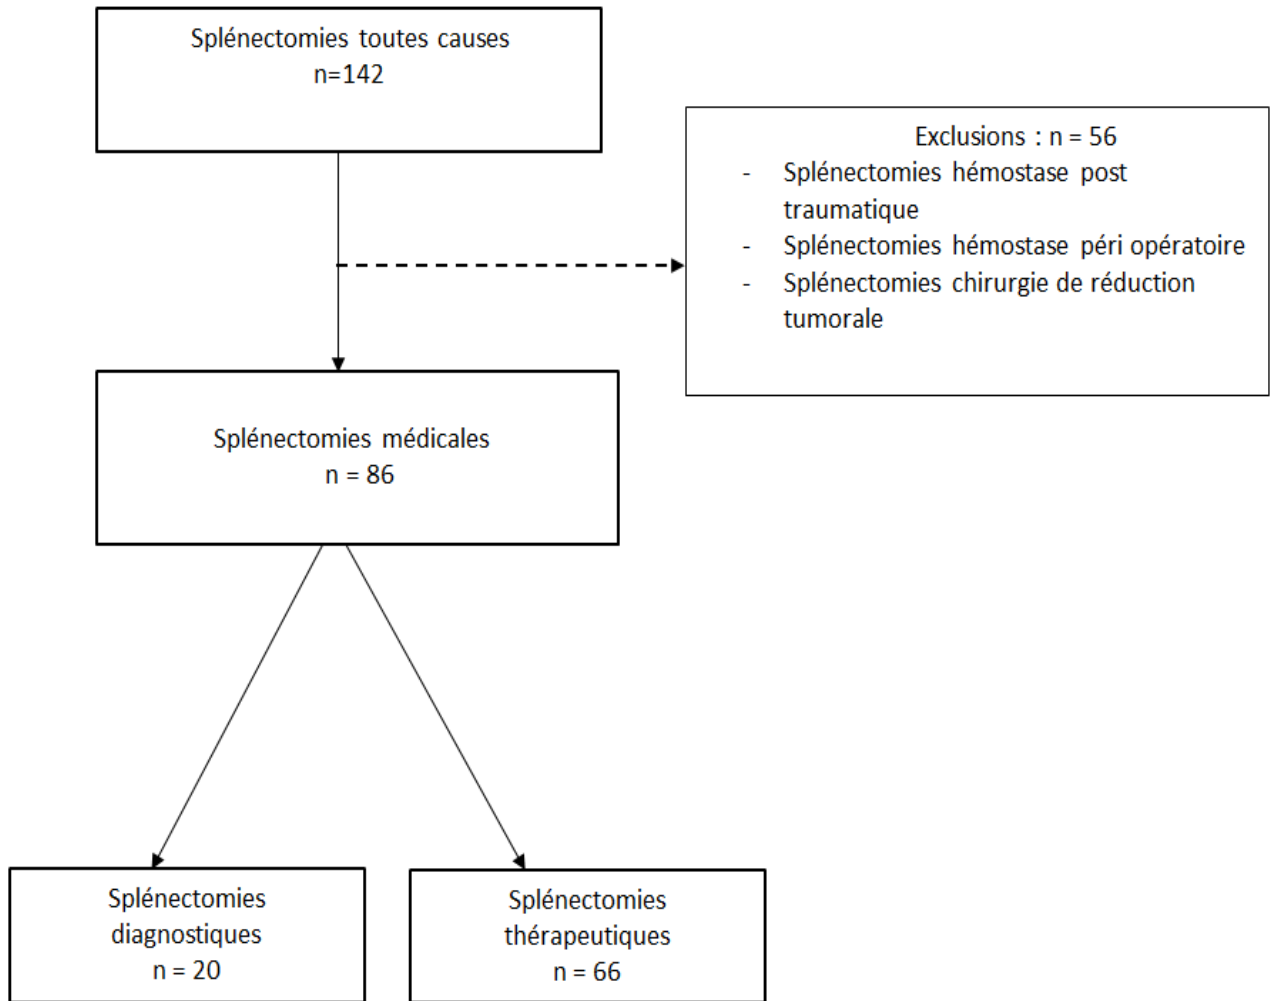 Splénectomies toutes causes
n=142
Exclusions : n = 56
- Splénectomies hémostase post
traumatique
- Splénectomies hémostase péri opératoire
- Splénectomies chirurgie de réduction
tumorale
Splénectomies médicales
n = 86
Splénectomies
diagnostiques
n = 20
Splénectomies
thérapeutiques
n = 66